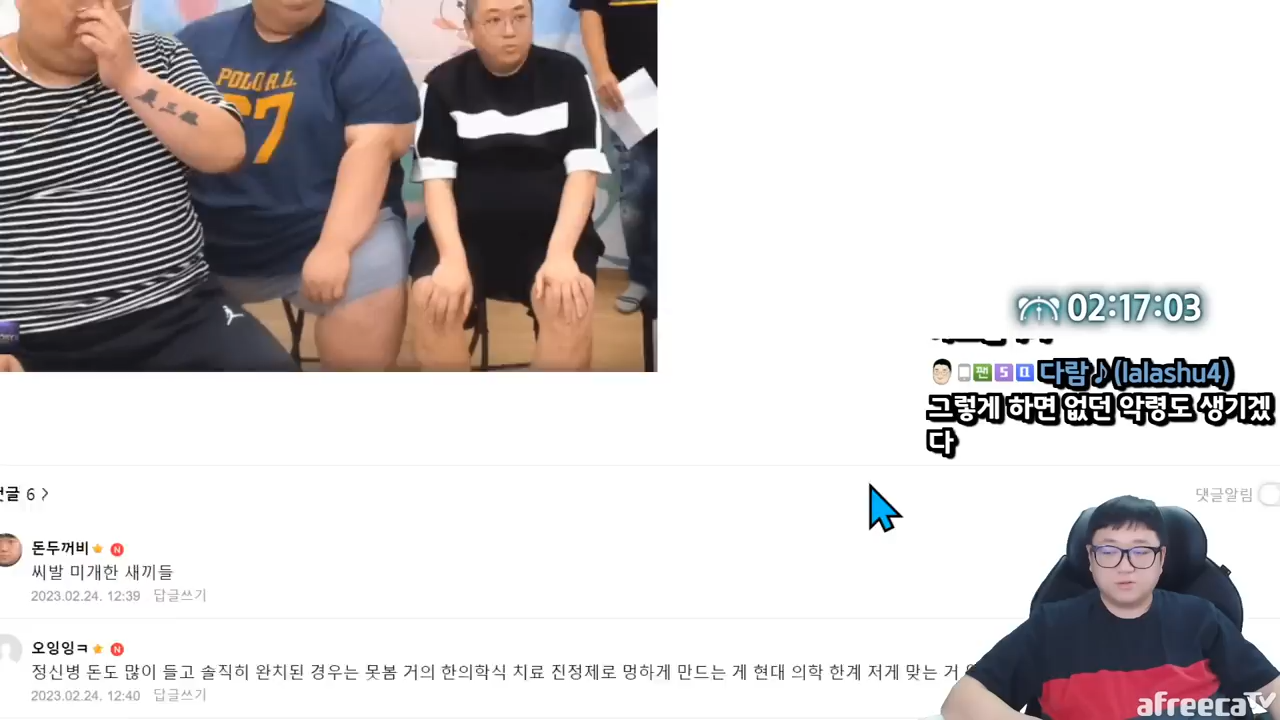 POLO R.L.
67
02:17:03
팬 S
다람♪(lalashu4)
그렇게 하면 없던 악령도 생기겠
다
댓글 6
댓글알림
돈두꺼비 N
씨발 미개한 새끼들
2023.02.24. 12:39 답글쓰기
오잉잉ㅋ N
정신병 돈도 많이 들고 솔직히 완치된 경우는 못봄 거의 한의학식 치료 진정제로 멍하게 만드는 게 현대 의학 한계 저게 맞는 거
2023.02.24. 12:40 답글쓰기
afreecaTV